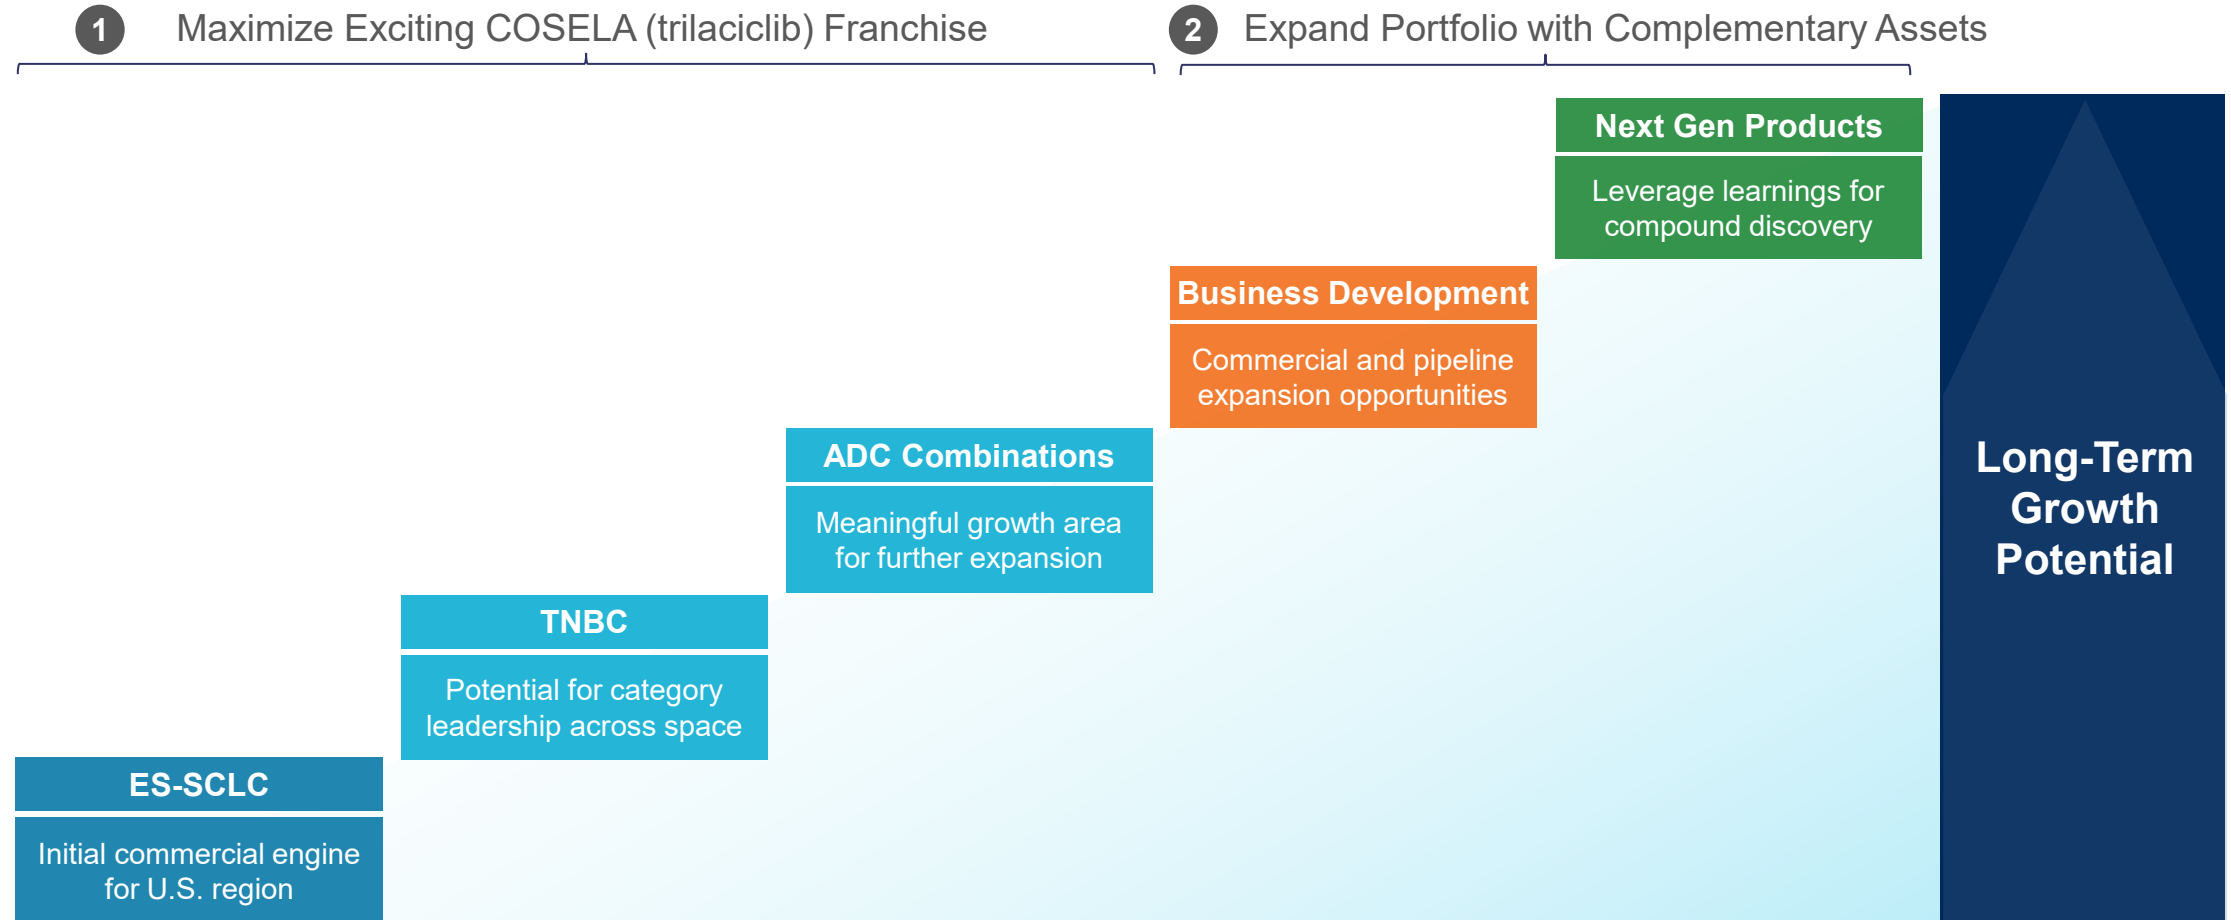 1 Maximize Exciting COSELA (trilaciclib) Franchise
2 Expand Portfolio with Complementary Assets
Next Gen Products
Leverage learnings for
compound discovery
Business Development
Commercial and pipeline
expansion opportunities
ADC Combinations
Meaningful growth area
for further expansion
TNBC
Potential for category
leadership across space
ES-SCLC
Initial commercial engine
for U.S. region
Long-Term
Growth
Potential